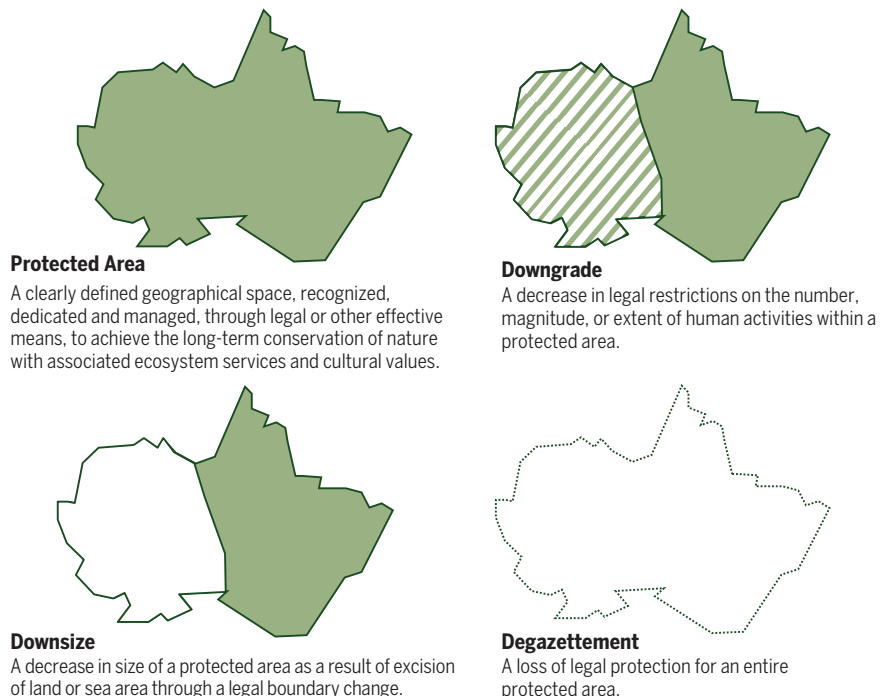 Protected Area
A clearly defined geographical space, recognized,
dedicated and managed, through legal or other effective
means, to achieve the long-term conservation of nature
with associated ecosystem services and cultural values.
Downgrade
A decrease in legal restrictions on the number,
magnitude, or extent of human activities within a
protected area.
Downsize
A decrease in size of a protected area as a result of excision
of land or sea area through a legal boundary change.
Degazettement
A loss of legal protection for an entire
protected area.